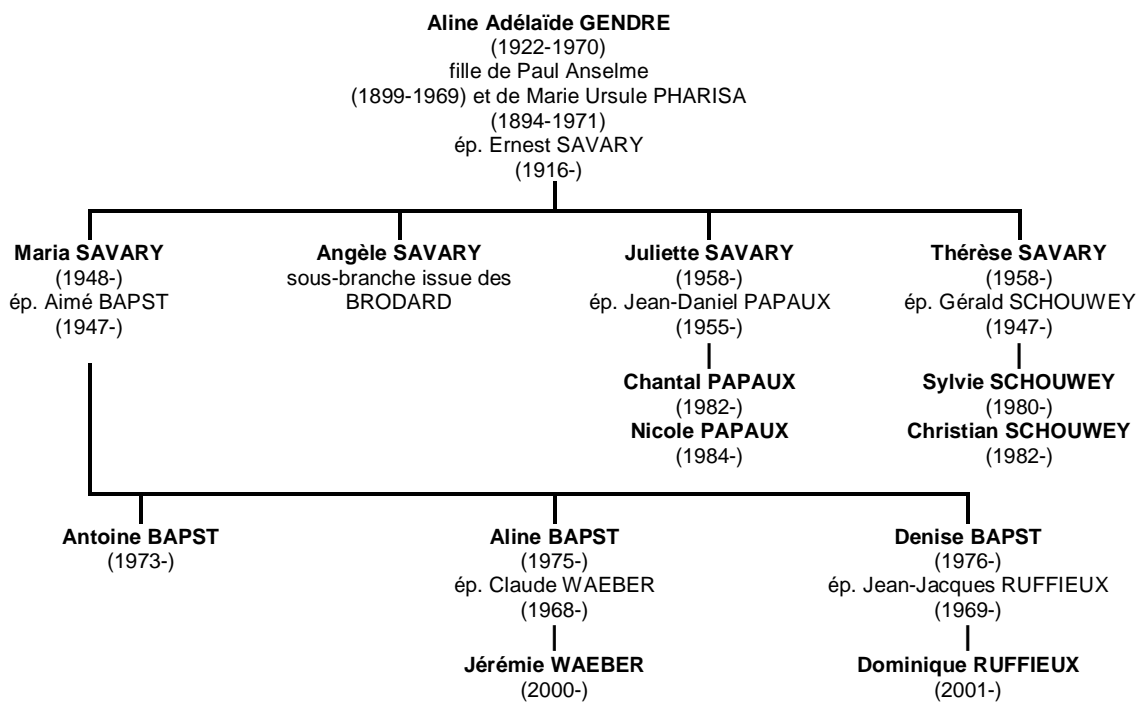 Aline Adélaïde GENDRE
(1922-1970)
fille de Paul Anselme
(1899-1969) et de Marie Ursule PHARISA
(1894-1971)
ép. Ernest SAVARY
(1916-)
Maria SAVARY
(1948-)
ép. Aimé BAPST
(1947-)
Angèle SAVARY
sous-branche issue des
BRODARD
Juliette SAVARY
(1958-)
ép. Jean-Daniel PAPAUX
(1955-)
Chantal PAPAUX
(1982-)
Nicole PAPAUX
(1984-)
Thérèse SAVARY
(1958-)
ép. Gérald SCHOUWEY
(1947-)
Sylvie SCHOUWEY
(1980-)
Christian SCHOUWEY
(1982-)
Antoine BAPST
(1973-)
Aline BAPST
(1975-)
ép. Claude WAEBER
(1968-)
Jérémie WAEBER
(2000-)
Denise BAPST
(1976-)
ép. Jean-Jacques RUFFIEUX
(1969-)
Dominique RUFFIEUX
(2001-)